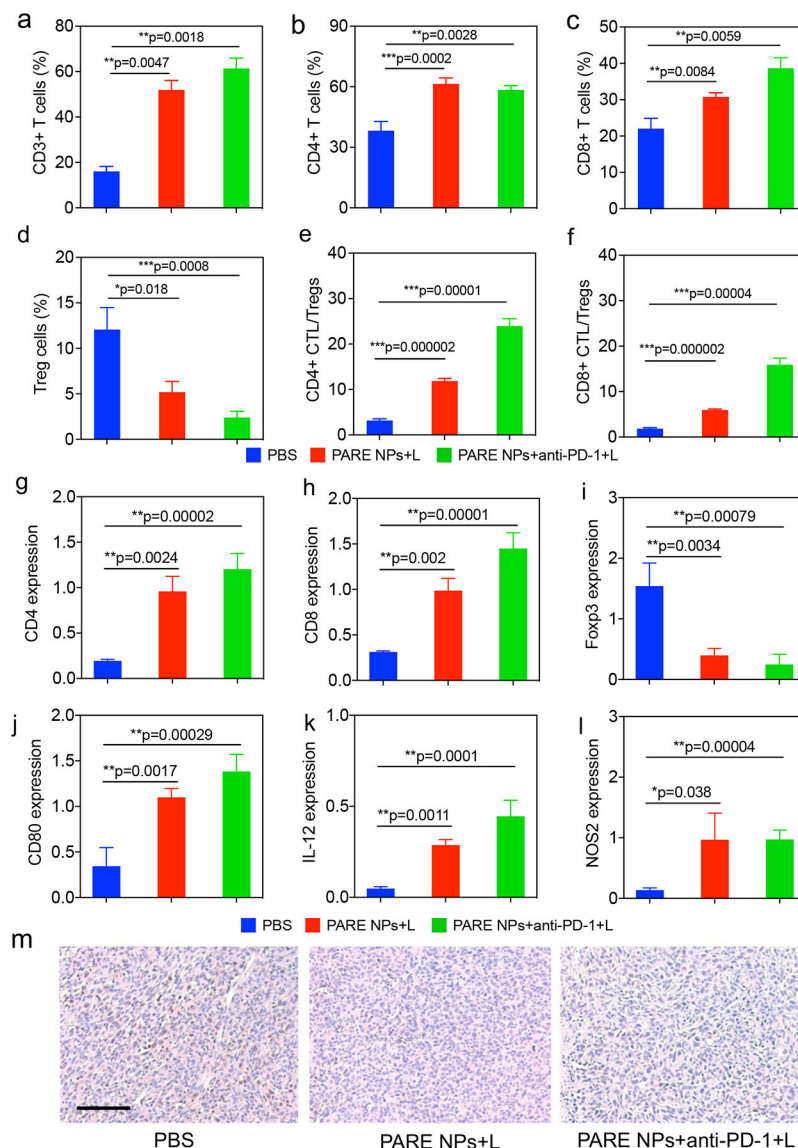 a
CD3+ T cells (%)
80
60
40
20
0
**p=0.0018
**p=0.0047
b
CD4+ T cells (%)
90
60
30
0
**p=0.0028
***p=0.0002
c
CD8+ T cells (%)
50
40
30
20
10
0
**p=0.0059
**p=0.0084
d
Treg cells (%)
20
15
10
5
0
***p=0.0008
*p=0.018
e
CD4+ CTL/Tregs
40
30
20
10
0
***p=0.00001
***p=0.000002
f
CD8+ CTL/Tregs
40
30
20
10
0
***p=0.00004
***p=0.000002
PBS PARE NPs+L PARE NPs+anti-PD-1+L
g
CD4 expression
2.0
1.5
1.0
0.5
0.0
**p=0.00002
**p=0.0024
h
CD8 expression
2.0
1.5
1.0
0.5
0.0
**p=0.00001
**p=0.002
i
Foxp3 expression
3
2
1
0
**p=0.00079
**p=0.0034
j
CD80 expression
2.0
1.5
1.0
0.5
0.0
**p=0.00029
**p=0.0017
k
IL-12 expression
1.0
0.5
0.0
**p=0.0001
**p=0.0011
l
NOS2 expression
3
2
1
0
**p=0.00004
*p=0.038
PBS PARE NPs+L PARE NPs+anti-PD-1+L
m
PBS
PARE NPs+L
PARE NPs+anti-PD-1+L